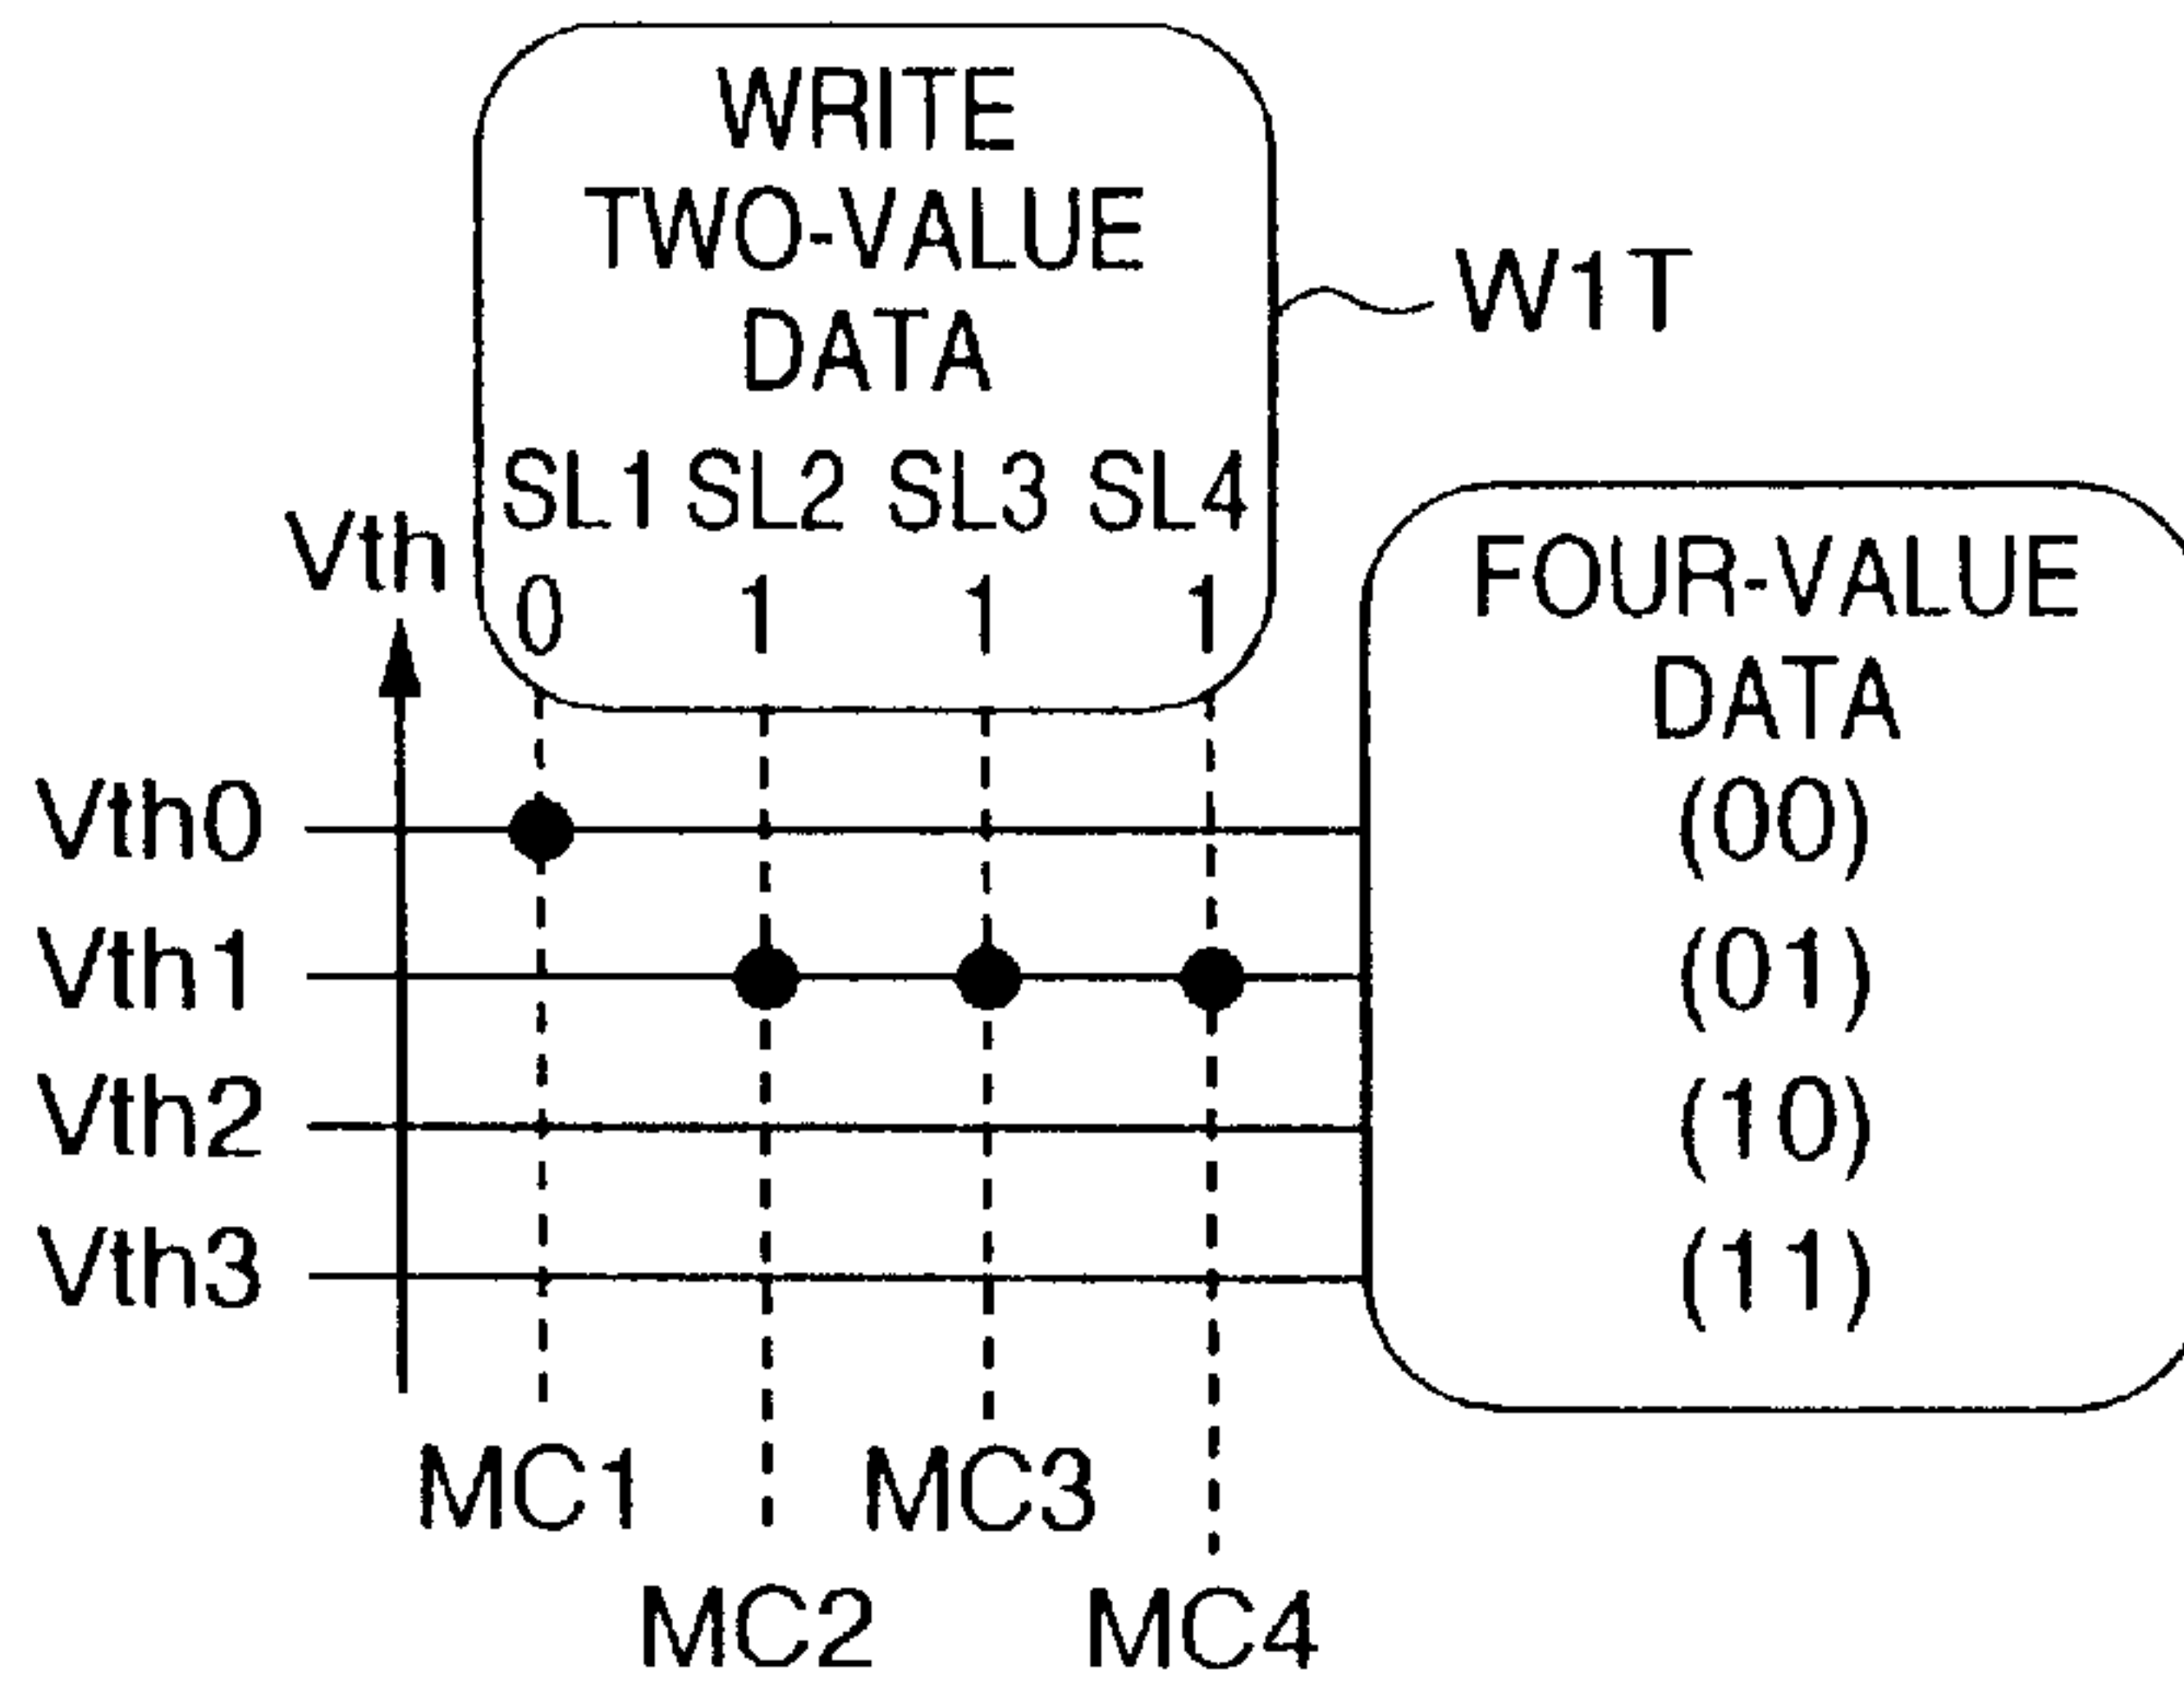 WRITE
TWO-VALUE
DATA
W1T
SL1 SL2 SL3 SL4
0 1 1 1
Vth
FOUR-VALUE
DATA
Vth0 (00)
Vth1 (01)
Vth2 (10)
Vth3 (11)
MC1 MC3
MC2 MC4